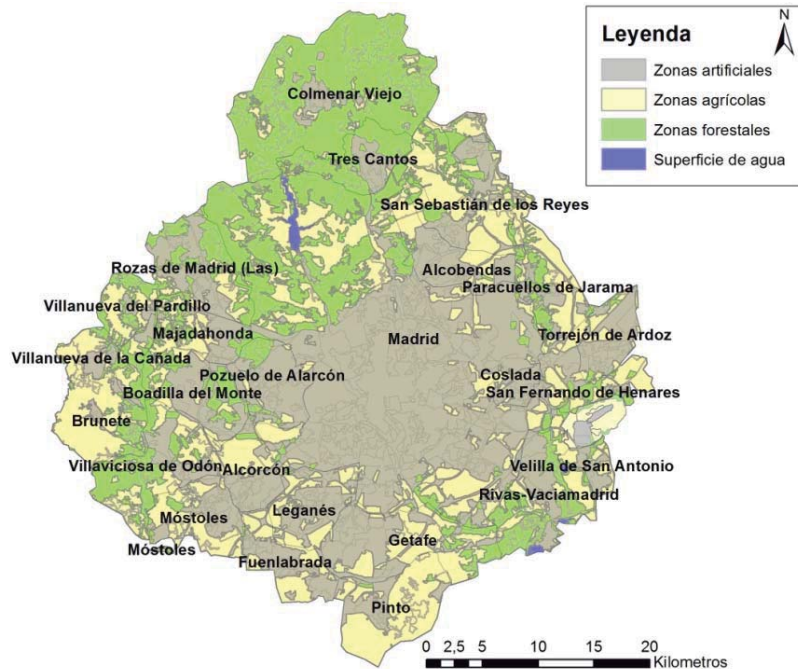 Leyenda
N
Zonas artificiales
Zonas agrícolas
Zonas forestales
Superficie de agua
Colmenar Viejo
Tres Cantos
San Sebastián de los Reyes
Rozas de Madrid (Las)
Alcobendas
Paracuellos de Jarama
Villanueva del Pardillo
Majadahonda
Madrid
Torrejón de Ardoz
Villanueva de la Cañada
Pozuelo de Alarcón
Coslada
Boadilla del Monte
San Fernando de Henares
Brunete
Villaviciosa de Odón
Alcorcón
Velilla de San Antonio
Rivas-Vaciamadrid
Móstoles
Leganés
Getafe
Móstoles
Fuenlabrada
Pinto
0 2,5 5 10 15 20
Kilometros